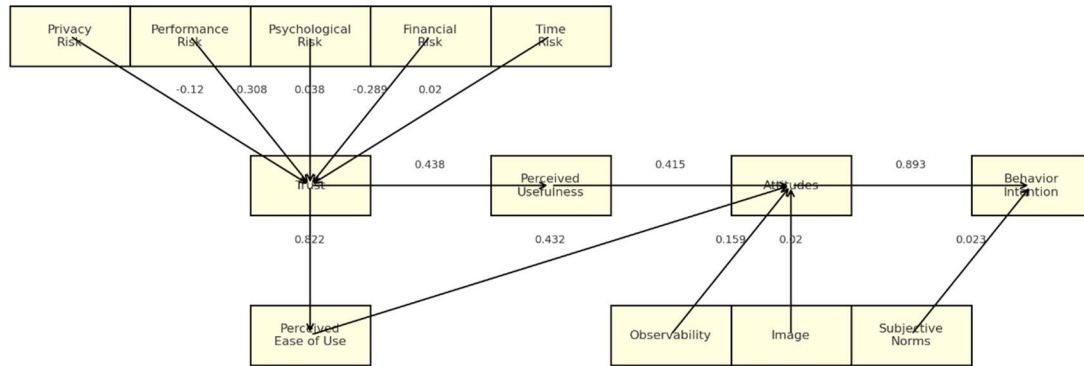 Privacy
Risk
Performance
Risk
Psychological
Risk
Financial
Risk
Time
Risk
-0.12
-0.308
0.038
-0.289
0.02
Trust
0.438
Perceived
Usefulness
0.415
Attitudes
0.893
Behavior
Intention
0.822
0.432
0.159
0.02
0.023
Perceived
Ease of Use
Observability
Image
Subjective
Norms